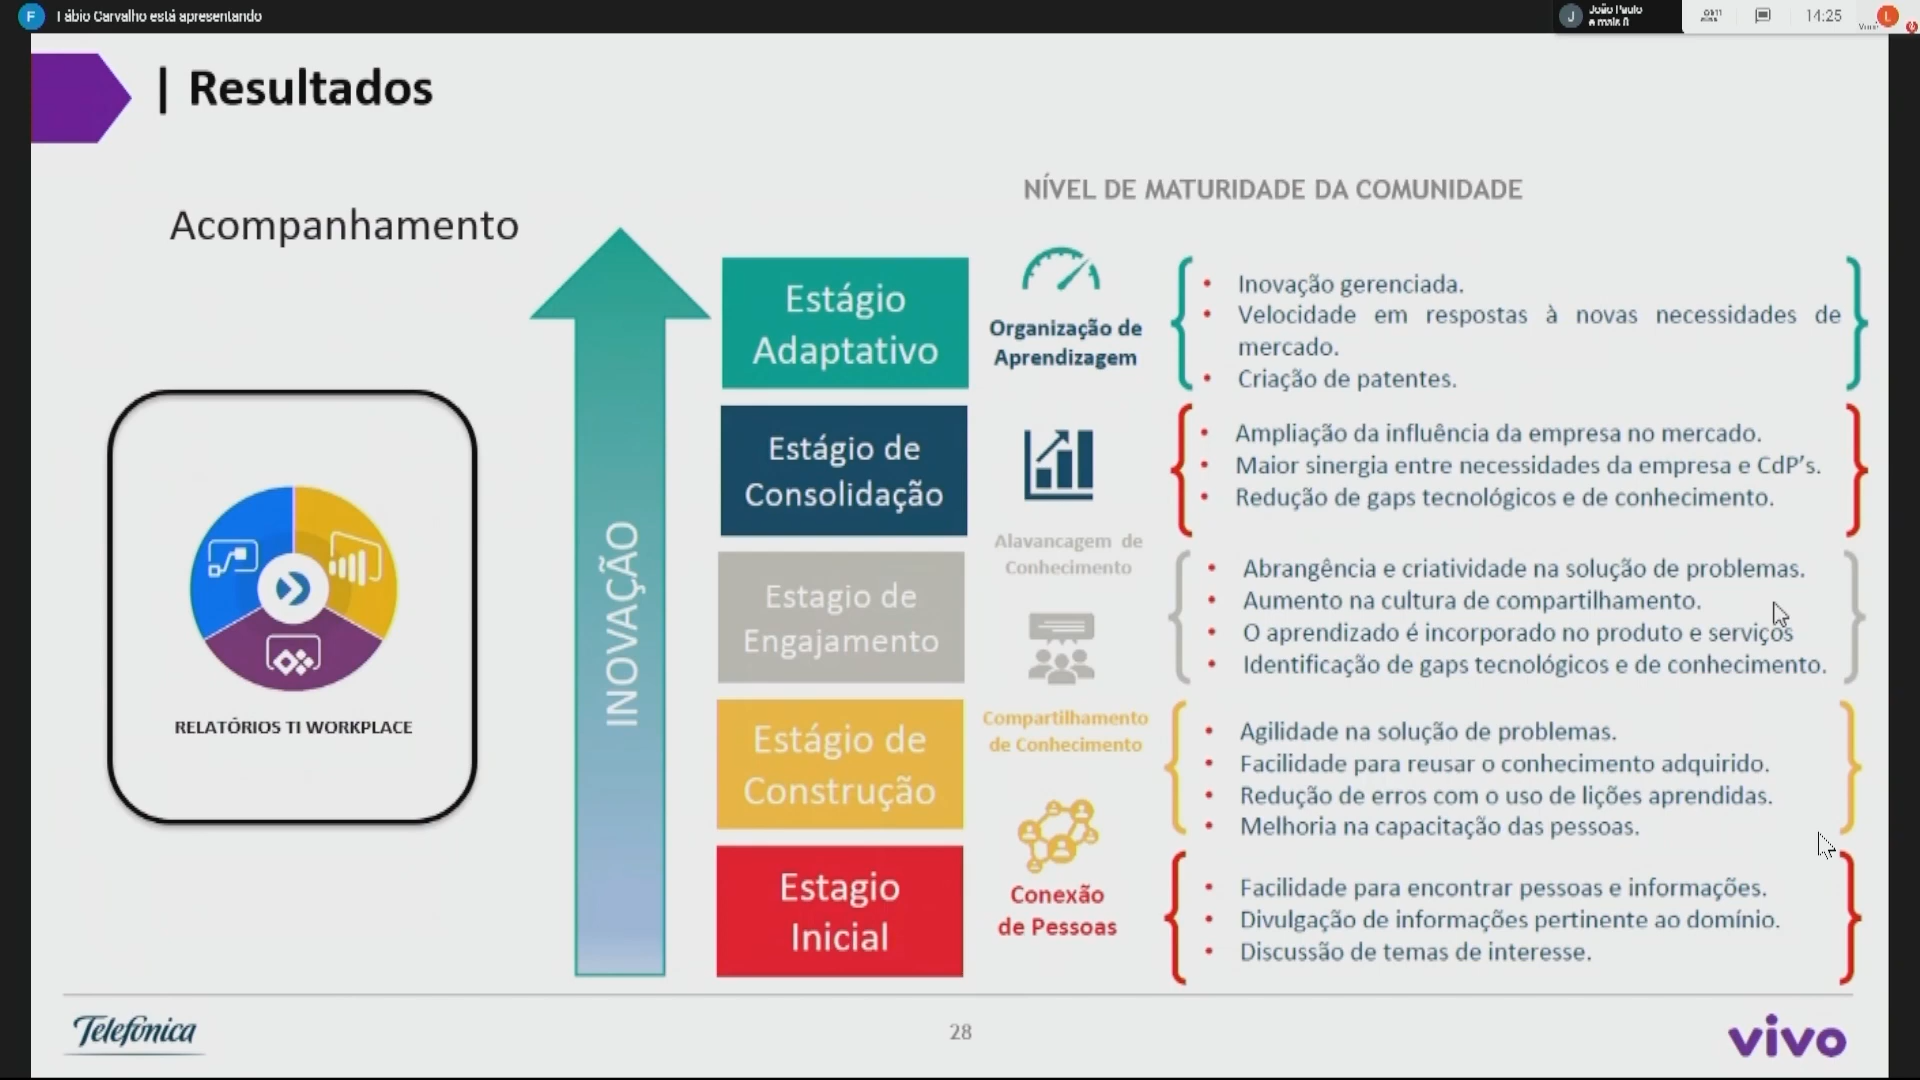 Fábio Carvalho está apresentando
João Paulo
e mais 8
14:25
| Resultados
NÍVEL DE MATURIDADE DA COMUNIDADE
Acompanhamento
INOVAÇÃO
RELATÓRIOS TI WORKPLACE
Estágio
Adaptativo
Organização de
Aprendizagem
• Inovação gerenciada.
• Velocidade em respostas à novas necessidades de
mercado.
• Criação de patentes.
Estágio de
Consolidação
Alavancagem de
Conhecimento
• Ampliação da influência da empresa no mercado.
• Maior sinergia entre necessidades da empresa e CdP's.
• Redução de gaps tecnológicos e de conhecimento.
Estagio de
Engajamento
• Abrangência e criatividade na solução de problemas.
• Aumento na cultura de compartilhamento.
• O aprendizado é incorporado no produto e serviços
• Identificação de gaps tecnológicos e de conhecimento.
Estágio de
Construção
Compartilhamento
de Conhecimento
• Agilidade na solução de problemas.
• Facilidade para reusar o conhecimento adquirido.
• Redução de erros com o uso de lições aprendidas.
• Melhoria na capacitação das pessoas.
Estagio
Inicial
Conexão
de Pessoas
• Facilidade para encontrar pessoas e informações.
• Divulgação de informações pertinente ao domínio.
• Discussão de temas de interesse.
Telefónica
28
vivo